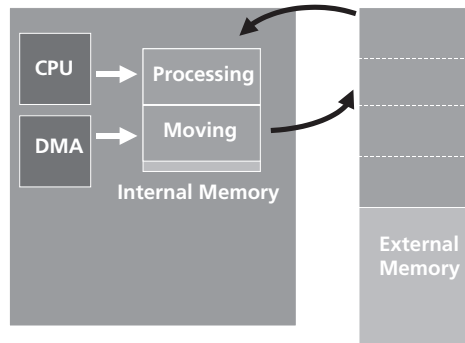 CPU
Processing
DMA
Moving
Internal Memory
External
Memory